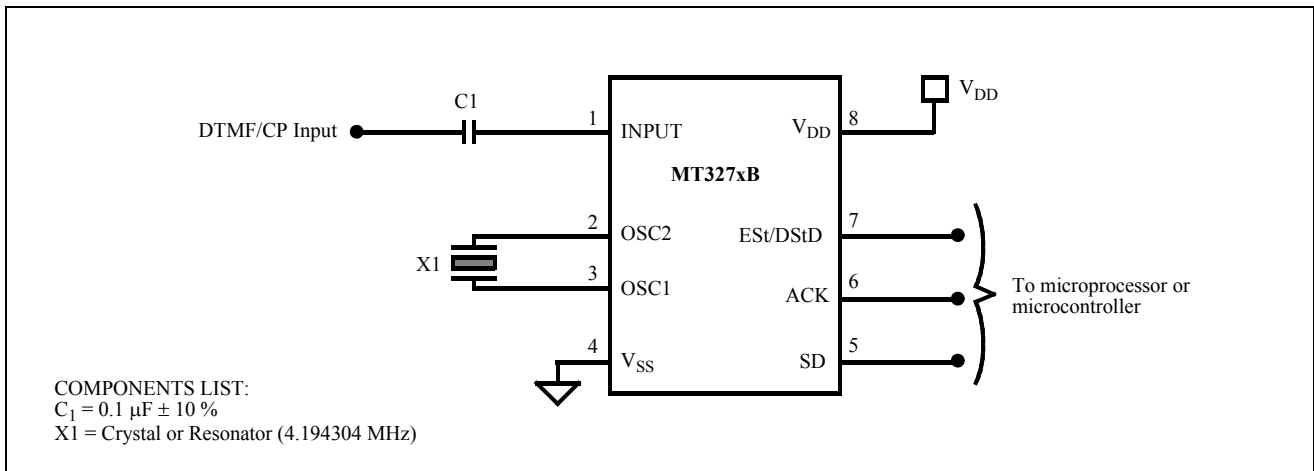 C1
DTMF/CP Input
1
INPUT
V_DD
8
V_DD
MT327xB
2
OSC2
ESt/DStD
7
X1
3
OSC1
ACK
6
To microprocessor or
microcontroller
4
V_SS
SD
5
COMPONENTS LIST:
C_1 = 0.1 μF ± 10 %
X1 = Crystal or Resonator (4.194304 MHz)